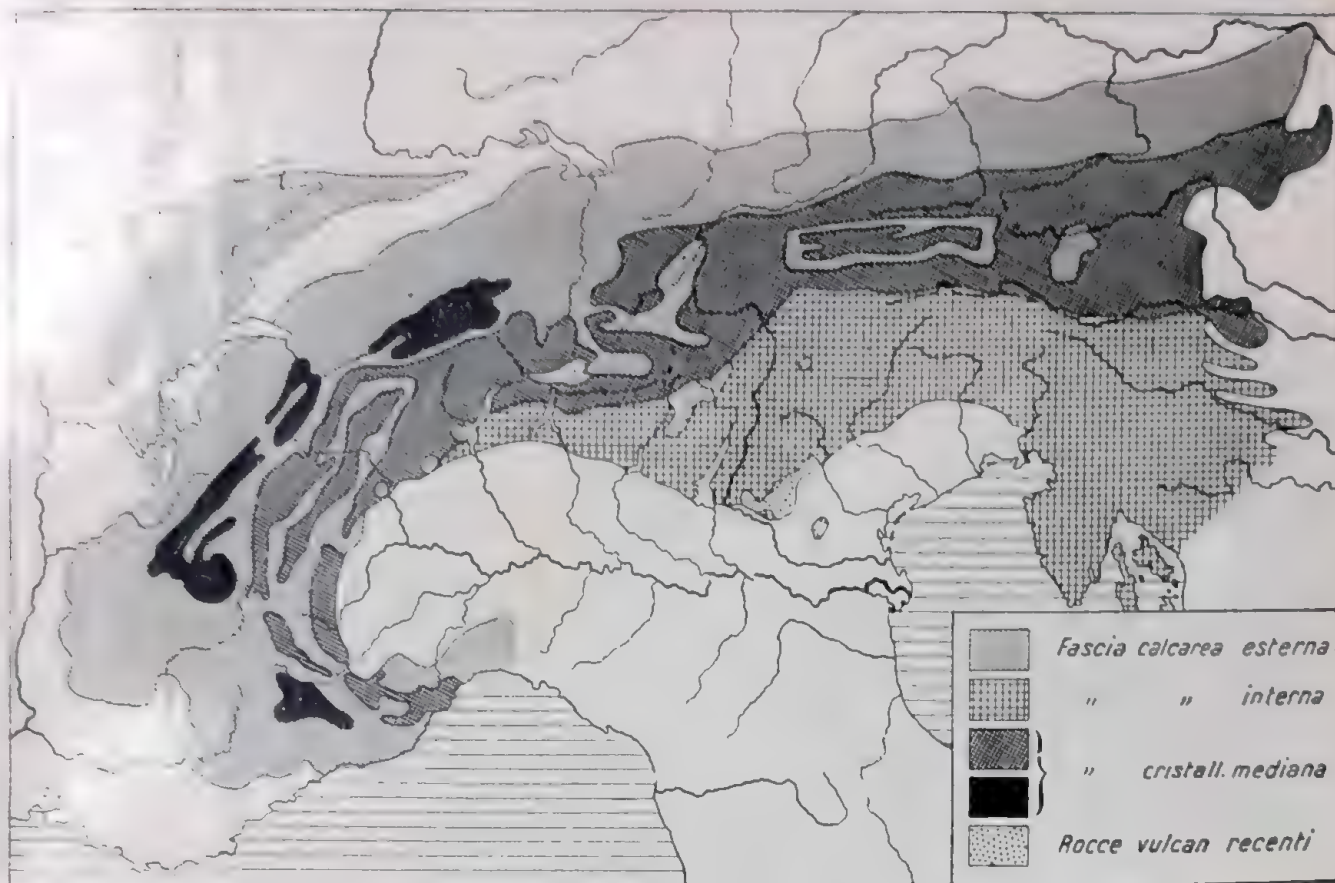 Fascia calcarea esterna
" " interna
" cristall. mediana
Rocce vulcan recenti